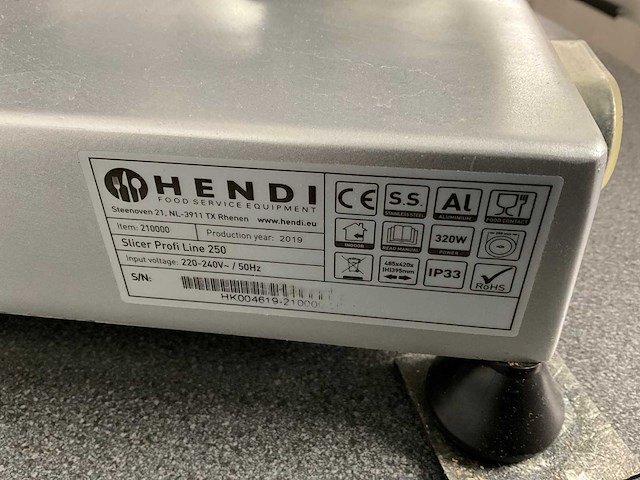 HENDI
FOOD SERVICE EQUIPMENT
Steenoven 21, NL-3911 TX Rhenen www.hendi.eu
Item: 210000 Production year: 2019
Slicer Profi Line 250
Input voltage: 220-240V~ / 50Hz
S/N:
CE
S.S.
STAINLESS STEEL
Al
ALUMINIUM
FOOD CONTACT
INDOOR
READ MANUAL
320W
POWER
485x420x
(H)395mm
IP33
RoHS